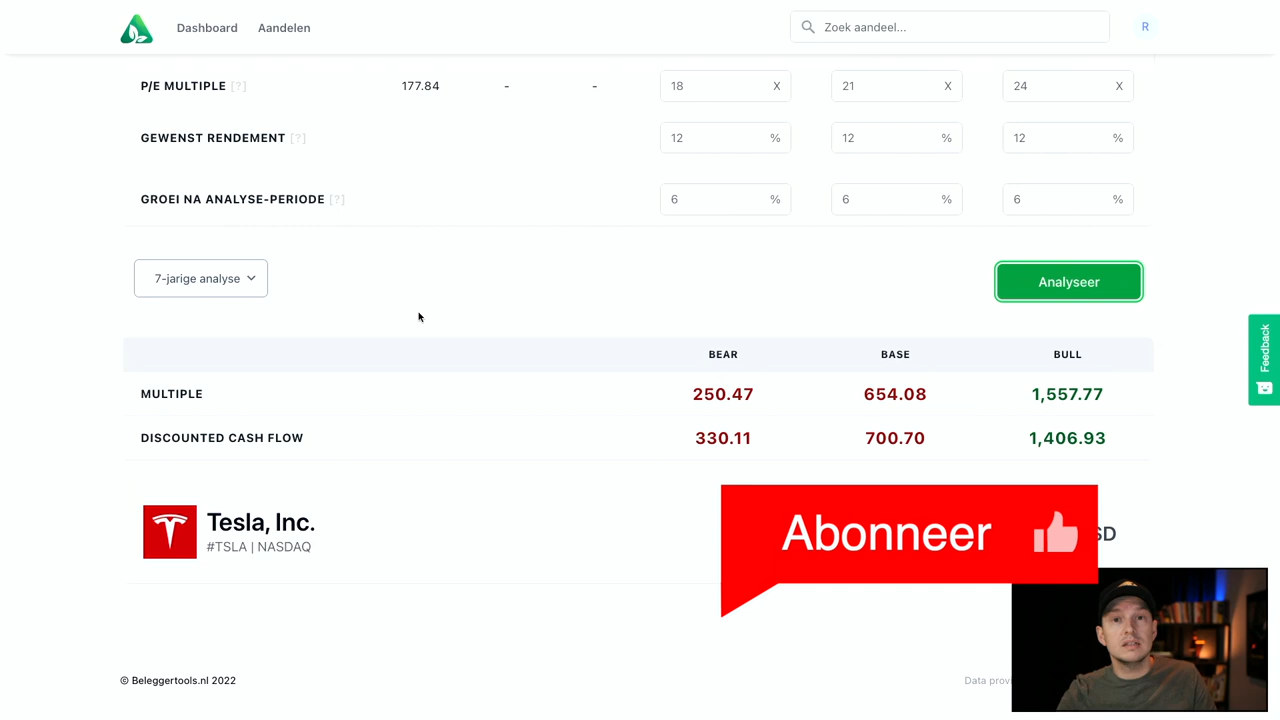 Dashboard Aandelen Zoek aandeel... R
P/E MULTIPLE [?] 177.84 - - 18 X 21 X 24 X
GEWENST RENDEMENT [?] 12 % 12 % 12 %
GROEI NA ANALYSE-PERIODE [?] 6 % 6 % 6 %
7-jarige analyse Analyseer
Feedback
BEAR BASE BULL
MULTIPLE 250.47 654.08 1,557.77
DISCOUNTED CASH FLOW 330.11 700.70 1,406.93
Tesla, Inc.
#TSLA | NASDAQ
Abonneer
SD
© Beleggertools.nl 2022 Data prov